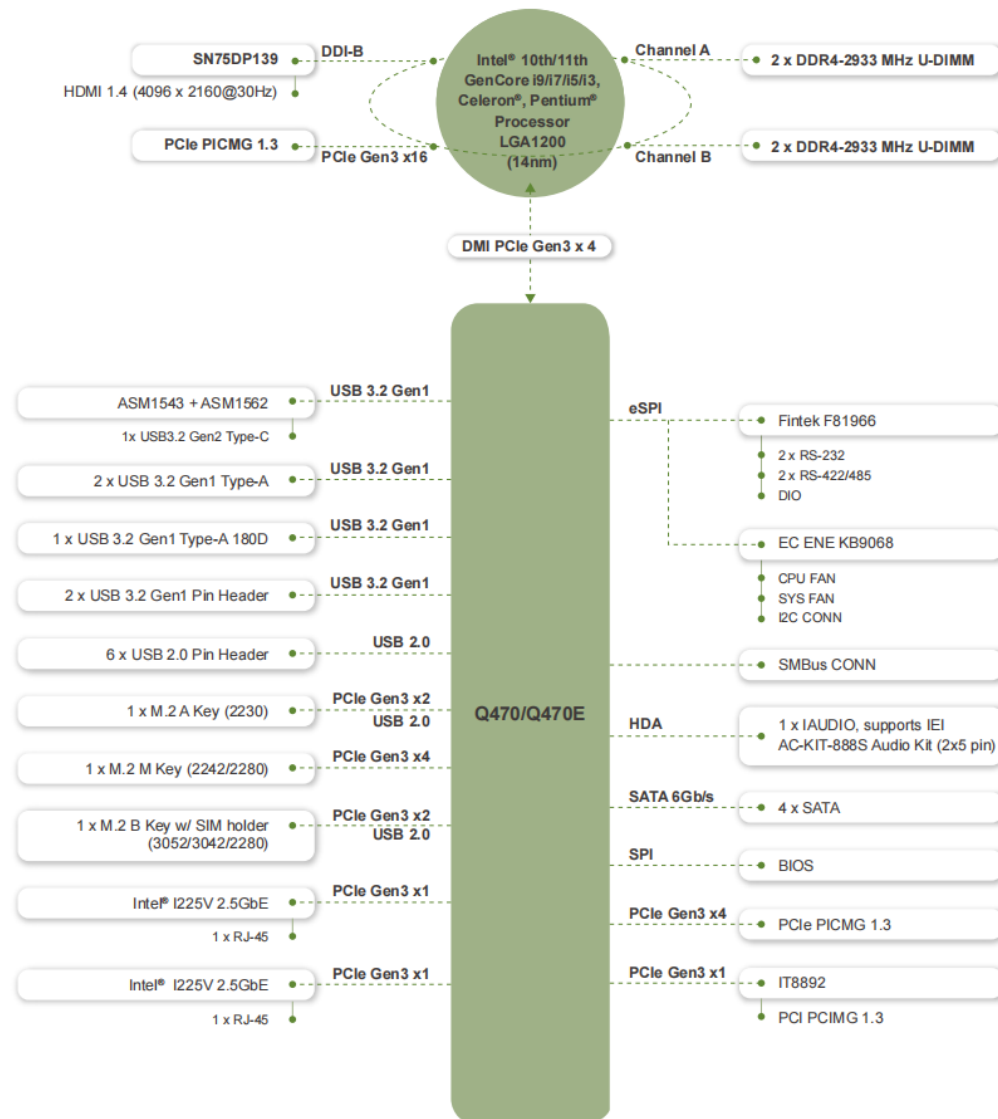 SN75DP139
DDI-B
HDMI 1.4 (4096 x 2160@30Hz)
PCIe PICMG 1.3
PCIe Gen3 x16
Intel® 10th/11th
GenCore i9/i7/i5/i3,
Celeron®, Pentium®
Processor
LGA1200
(14nm)
Channel A
2 x DDR4-2933 MHz U-DIMM
Channel B
2 x DDR4-2933 MHz U-DIMM
DMI PCIe Gen3 x 4
Q470/Q470E
USB 3.2 Gen1
ASM1543 + ASM1562
1x USB3.2 Gen2 Type-C
USB 3.2 Gen1
2 x USB 3.2 Gen1 Type-A
USB 3.2 Gen1
1 x USB 3.2 Gen1 Type-A 180D
USB 3.2 Gen1
2 x USB 3.2 Gen1 Pin Header
USB 2.0
6 x USB 2.0 Pin Header
PCIe Gen3 x2
1 x M.2 A Key (2230)
USB 2.0
PCIe Gen3 x4
1 x M.2 M Key (2242/2280)
PCIe Gen3 x2
1 x M.2 B Key w/ SIM holder
USB 2.0
(3052/3042/2280)
PCIe Gen3 x1
Intel® I225V 2.5GbE
1 x RJ-45
PCIe Gen3 x1
Intel® I225V 2.5GbE
1 x RJ-45
eSPI
Fintek F81966
2 x RS-232
2 x RS-422/485
DIO
EC ENE KB9068
CPU FAN
SYS FAN
I2C CONN
SMBus CONN
HDA
1 x IAUDIO, supports IEI
AC-KIT-888S Audio Kit (2x5 pin)
SATA 6Gb/s
4 x SATA
SPI
BIOS
PCIe Gen3 x4
PCIe PICMG 1.3
PCIe Gen3 x1
IT8892
PCI PCIMG 1.3